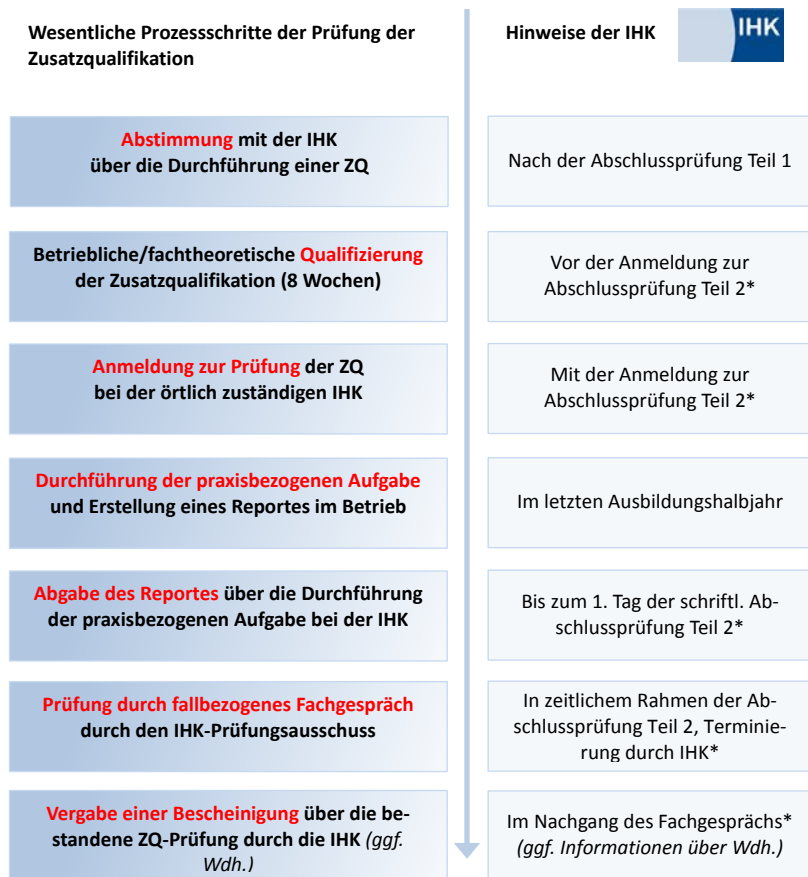 Wesentliche Prozessschritte der Prüfung der
Zusatzqualifikation
Hinweise der IHK
IHK
Abstimmung mit der IHK
über die Durchführung einer ZQ
Nach der Abschlussprüfung Teil 1
Betriebliche/fachtheoretische Qualifizierung
der Zusatzqualifikation (8 Wochen)
Vor der Anmeldung zur
Abschlussprüfung Teil 2*
Anmeldung zur Prüfung der ZQ
bei der örtlich zuständigen IHK
Mit der Anmeldung zur
Abschlussprüfung Teil 2*
Durchführung der praxisbezogenen Aufgabe
und Erstellung eines Reportes im Betrieb
Im letzten Ausbildungshalbjahr
Abgabe des Reportes über die Durchführung
der praxisbezogenen Aufgabe bei der IHK
Bis zum 1. Tag der schriftl. Ab-
schlussprüfung Teil 2*
Prüfung durch fallbezogenes Fachgespräch
durch den IHK-Prüfungsausschuss
In zeitlichem Rahmen der Ab-
schlussprüfung Teil 2, Terminie-
rung durch IHK*
Vergabe einer Bescheinigung über die be-
standene ZQ-Prüfung durch die IHK (ggf.
Wdh.)
Im Nachgang des Fachgesprächs*
(ggf. Informationen über Wdh.)